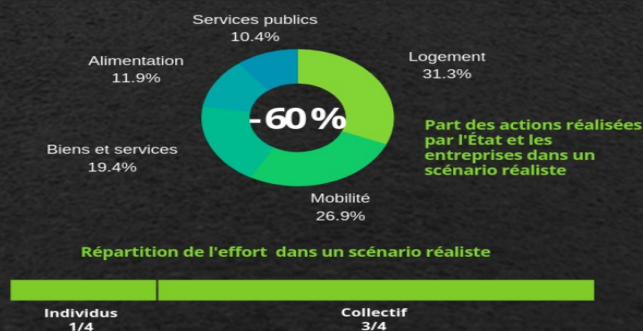 Services publics
10.4%
Alimentation
11.9%
Logement
31.3%
-60%
Part des actions réalisées
par l'État et les
entreprises dans un
scénario réaliste
Biens et services
19.4%
Mobilité
26.9%
Répartition de l'effort dans un scénario réaliste
Individus
1/4
Collectif
3/4